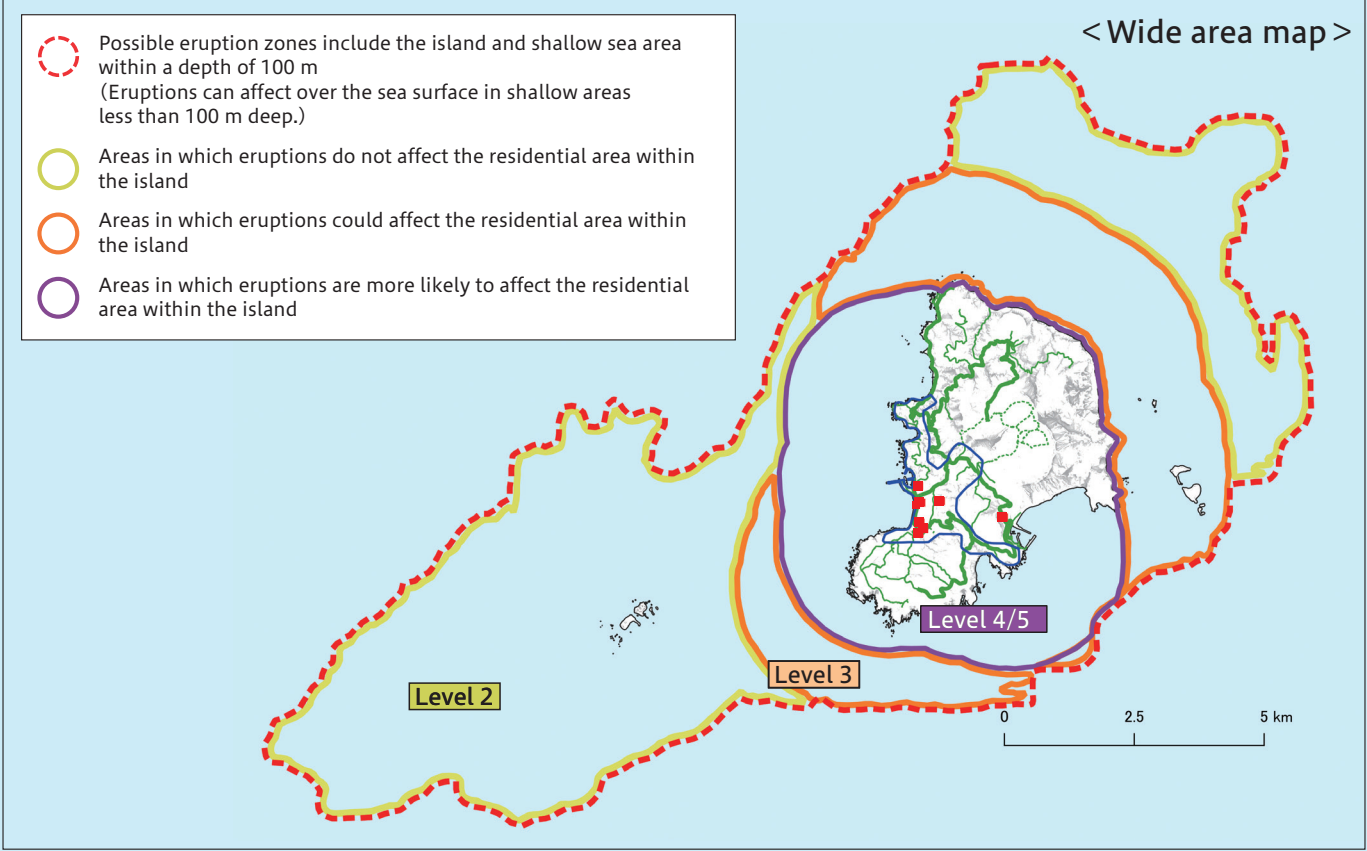 <Wide area map>
Possible eruption zones include the island and shallow sea area
within a depth of 100 m
(Eruptions can affect over the sea surface in shallow areas
less than 100 m deep.)
Areas in which eruptions do not affect the residential area within
the island
Areas in which eruptions could affect the residential area within
the island
Areas in which eruptions are more likely to affect the residential
area within the island
Level 4/5
Level 3
Level 2
0 2.5 5 km